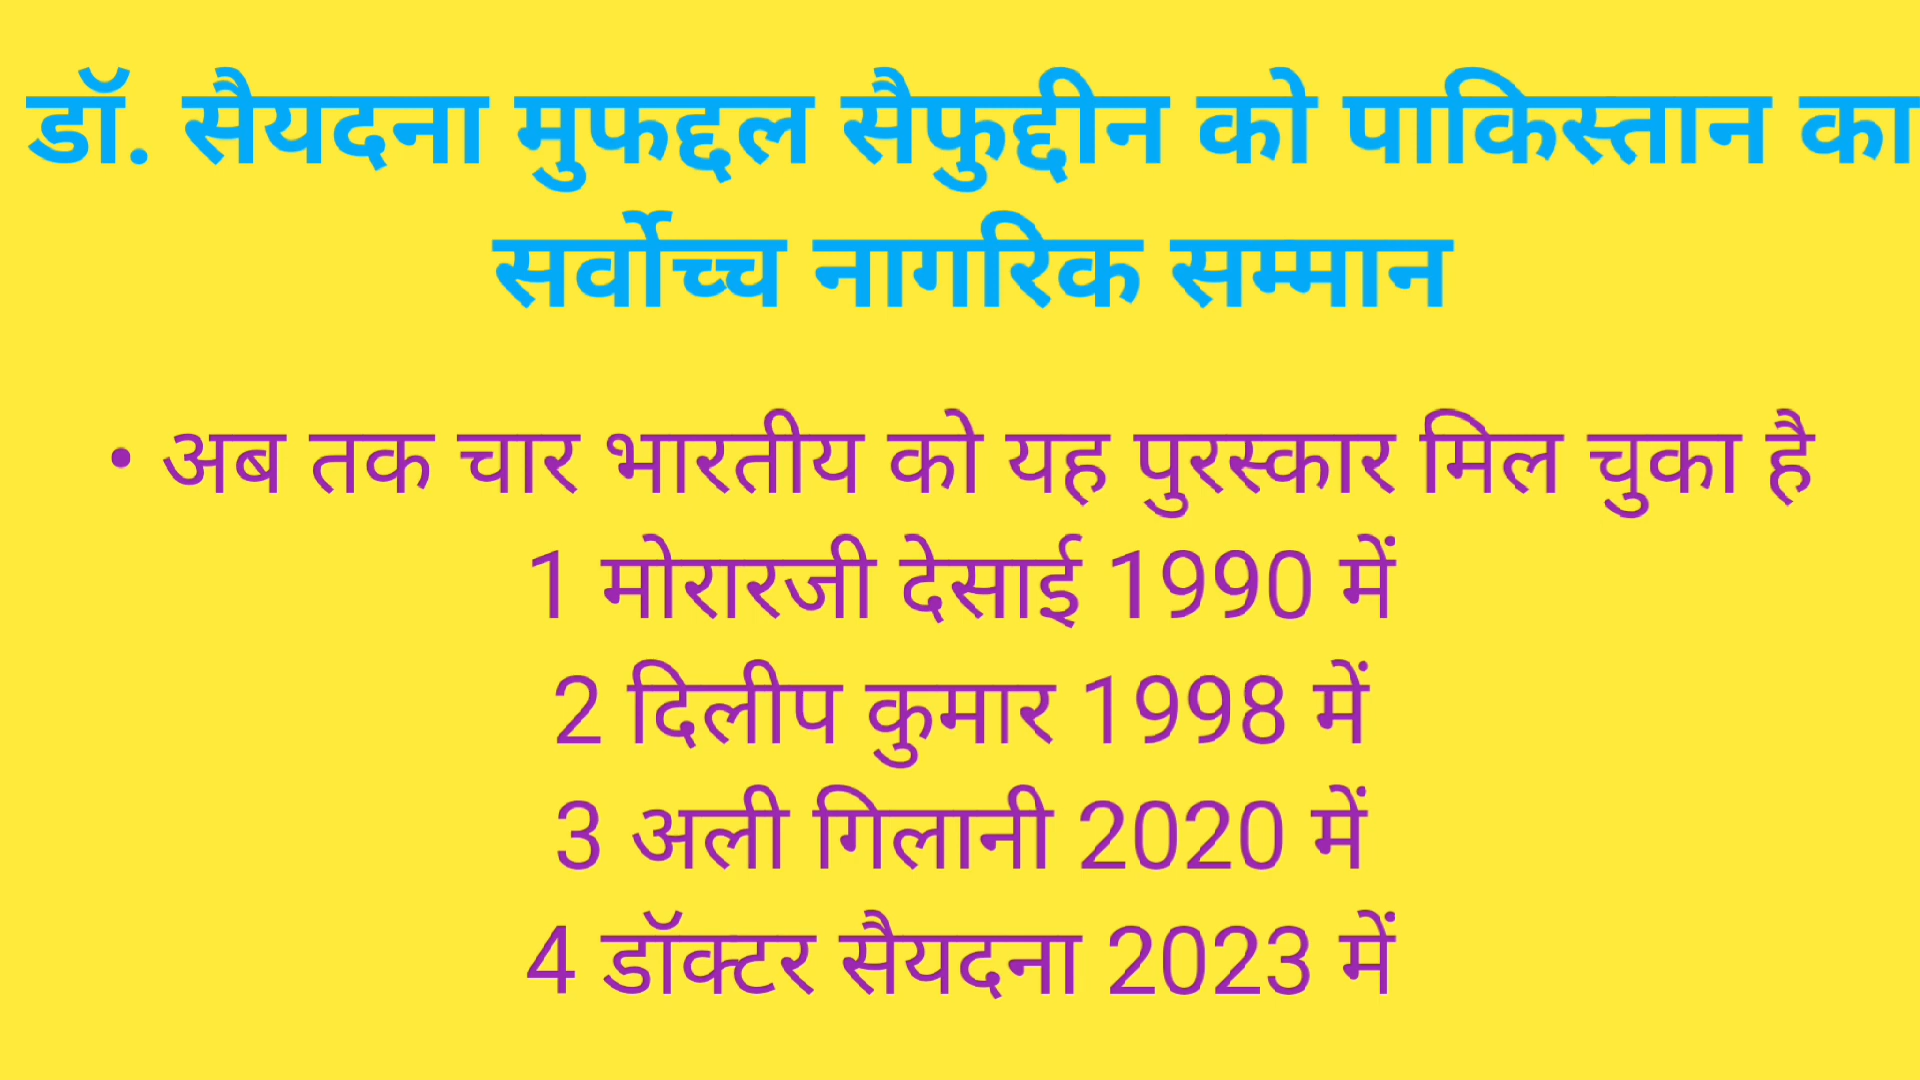 डॉ. सैयदना मुफद्दल सैफुद्दीन को पाकिस्तान का
सर्वोच्च नागरिक सम्मान
• अब तक चार भारतीय को यह पुरस्कार मिल चुका है
1 मोरारजी देसाई 1990 में
2 दिलीप कुमार 1998 में
3 अली गिलानी 2020 में
4 डॉक्टर सैयदना 2023 में